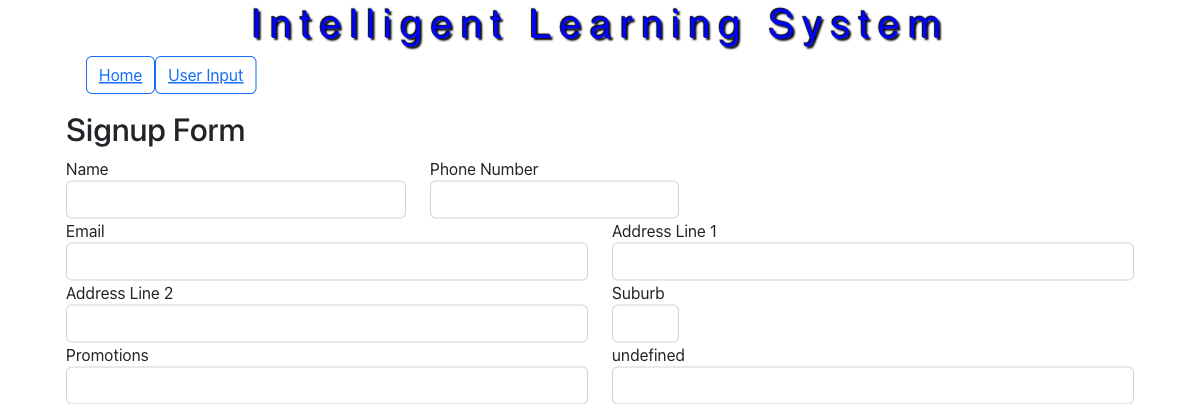 Intelligent Learning System
Home User Input
Signup Form
Name Phone Number
Email Address Line 1
Address Line 2 Suburb
Promotions undefined